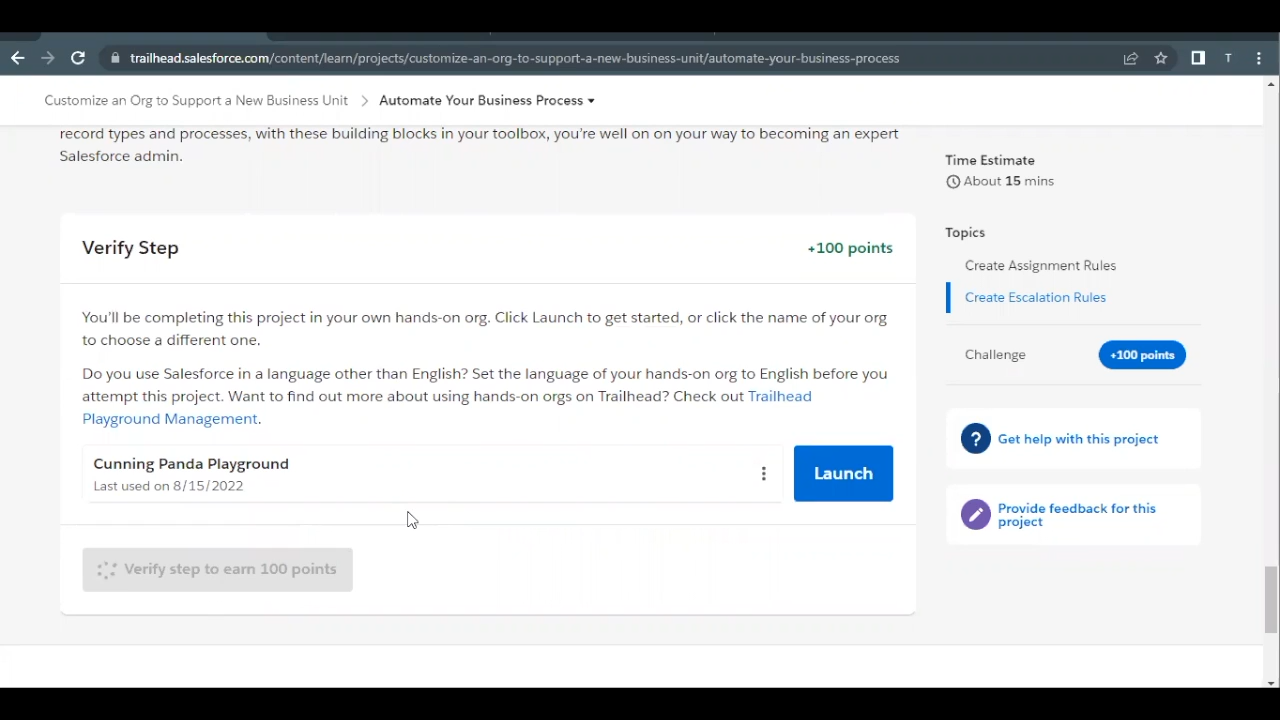 trailhead.salesforce.com/content/learn/projects/customize-an-org-to-support-a-new-business-unit/automate-your-business-process
T
Customize an Org to Support a New Business Unit > Automate Your Business Process
record types and processes, with these building blocks in your toolbox, you're well on on your way to becoming an expert
Salesforce admin.
Verify Step
+100 points
You'll be completing this project in your own hands-on org. Click Launch to get started, or click the name of your org
to choose a different one.
Do you use Salesforce in a language other than English? Set the language of your hands-on org to English before you
attempt this project. Want to find out more about using hands-on orgs on Trailhead? Check out Trailhead
Playground Management.
Cunning Panda Playground
Last used on 8/15/2022
Launch
Verify step to earn 100 points
Time Estimate
About 15 mins
Topics
Create Assignment Rules
Create Escalation Rules
Challenge
+100 points
? Get help with this project
Provide feedback for this
project